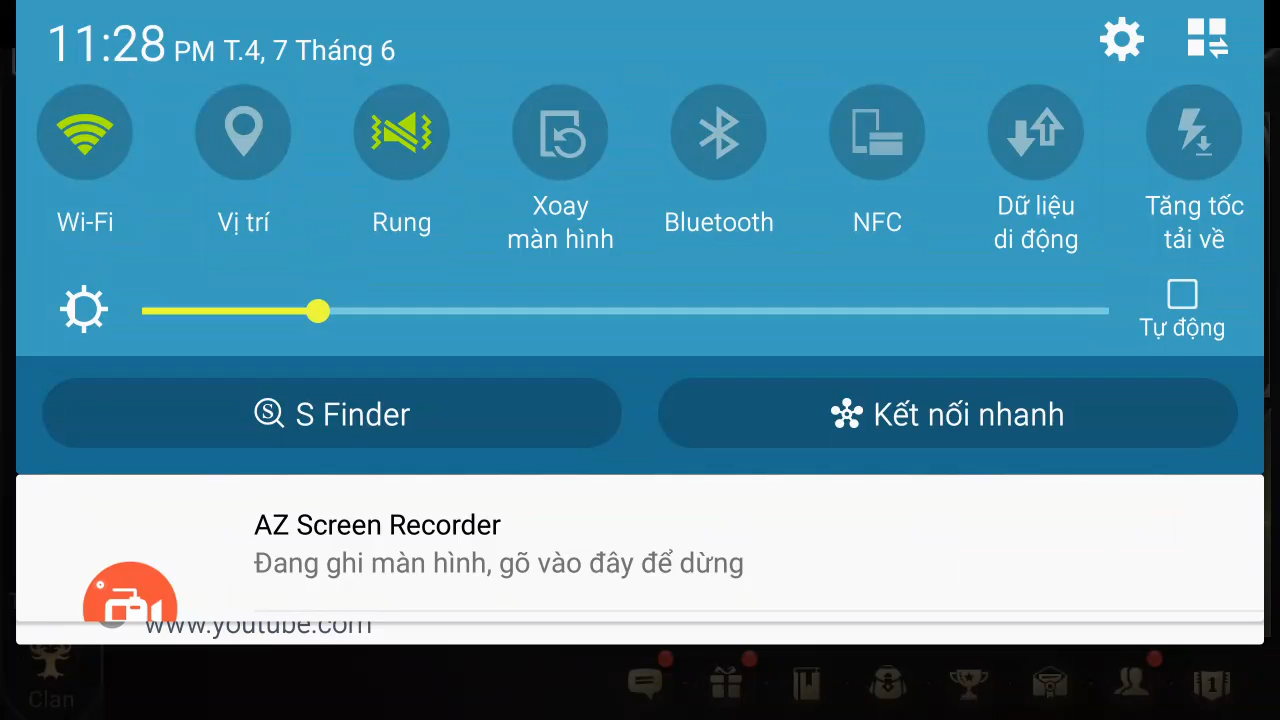 11:28 PM T.4, 7 Tháng 6
Wi-Fi
Vị trí
Rung
Xoay
màn hình
Bluetooth
NFC
Dữ liệu
di động
Tăng tốc
tải về
Tự động
S Finder
Kết nối nhanh
AZ Screen Recorder
Đang ghi màn hình, gõ vào đây để dừng
www.youtube.com
Clan
1